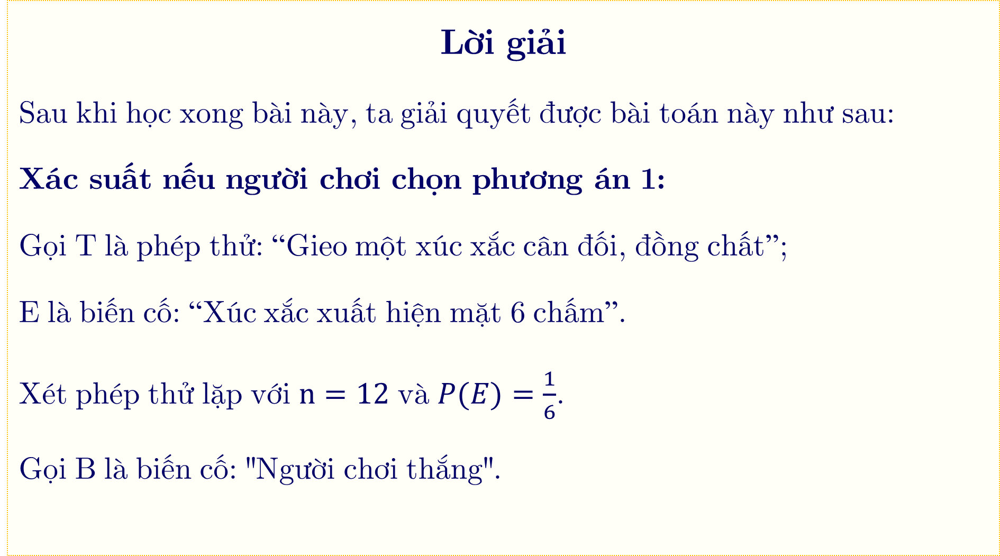 Lời giải
Sau khi học xong bài này, ta giải quyết được bài toán này như sau:
Xác suất nếu người chơi chọn phương án 1:
Gọi T là phép thử: “Gieo một xúc xắc cân đối, đồng chất”;
E là biến cố: “Xúc xắc xuất hiện mặt 6 chấm”.
Xét phép thử lặp với n = 12 và P(E) = 1/6.
Gọi B là biến cố: "Người chơi thắng".